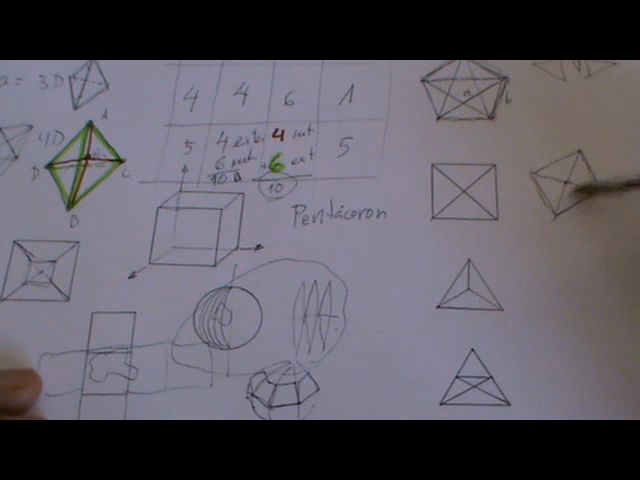 a = 3D
4 4 6 1
4D
A
D
C
B
5
4 ext
6 int
10 Δ
4 int
+6 ext
10
5
Pentácoron
a
b